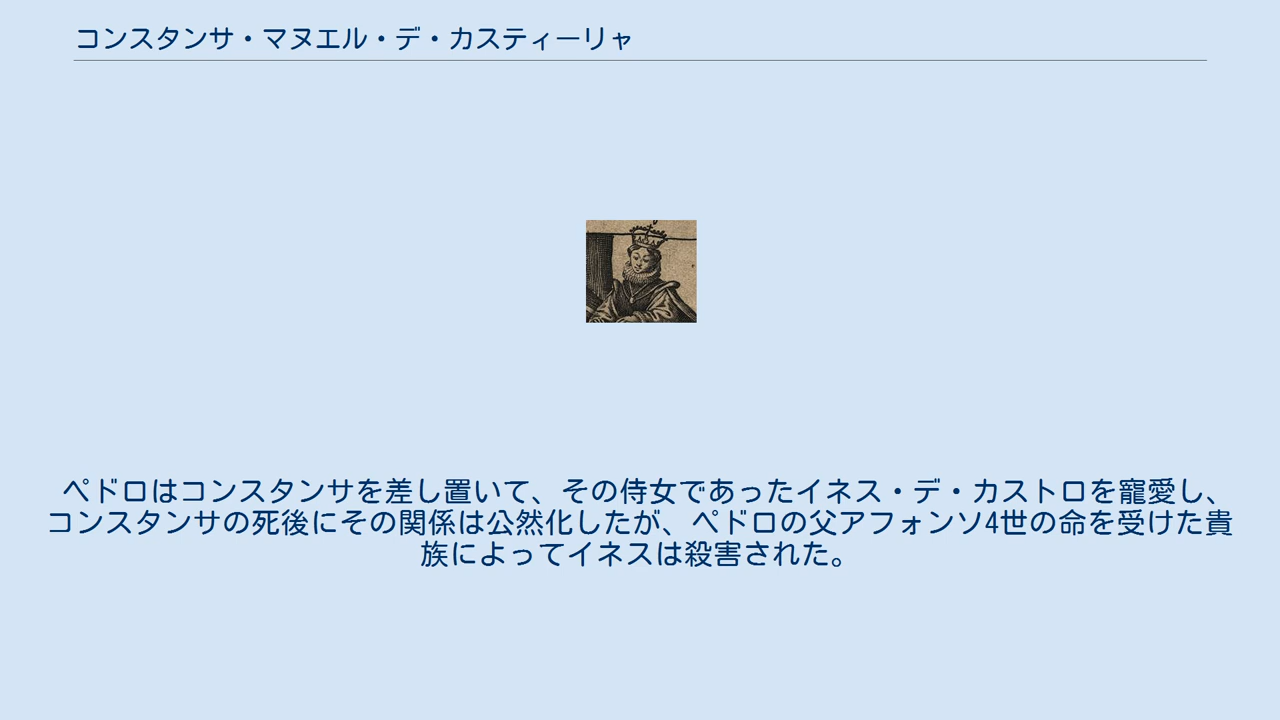 コンスタンサ・マヌエル・デ・カスティーリャ
ペドロはコンスタンサを差し置いて、その侍女であったイネス・デ・カストロを寵愛し、
コンスタンサの死後にその関係は公然化したが、ペドロの父アフォンソ4世の命を受けた貴
族によってイネスは殺害された。